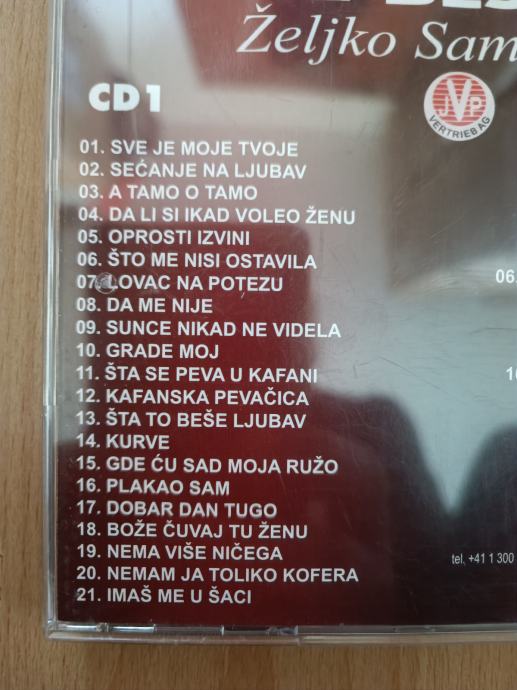 Željko Sam
CD 1
JVP
VERTRIEB AG
01. SVE JE MOJE TVOJE
02. SEĆANJE NA LJUBAV
03. A TAMO O TAMO
04. DA LI SI IKAD VOLEO ŽENU
05. OPROSTI IZVINI
06. ŠTO ME NISI OSTAVILA
07. LOVAC NA POTEZU
08. DA ME NIJE
09. SUNCE NIKAD NE VIDELA
10. GRADE MOJ
11. ŠTA SE PEVA U KAFANI
12. KAFANSKA PEVAČICA
13. ŠTA TO BEŠE LJUBAV
14. KURVE
15. GDE ĆU SAD MOJA RUŽO
16. PLAKAO SAM
17. DOBAR DAN TUGO
18. BOŽE ČUVAJ TU ŽENU
19. NEMA VIŠE NIČEGA
20. NEMAM JA TOLIKO KOFERA
21. IMAŠ ME U ŠACI
06.
tel, +41 1 300